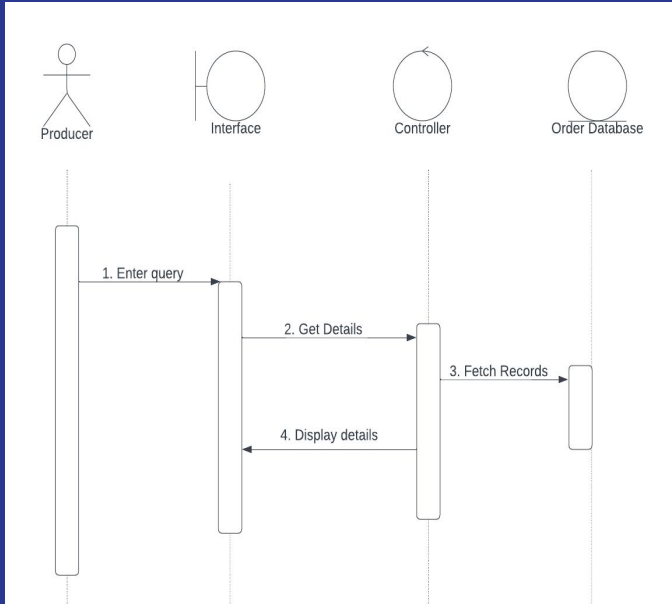 Producer
Interface
Controller
Order Database
1. Enter query
2. Get Details
3. Fetch Records
4. Display details